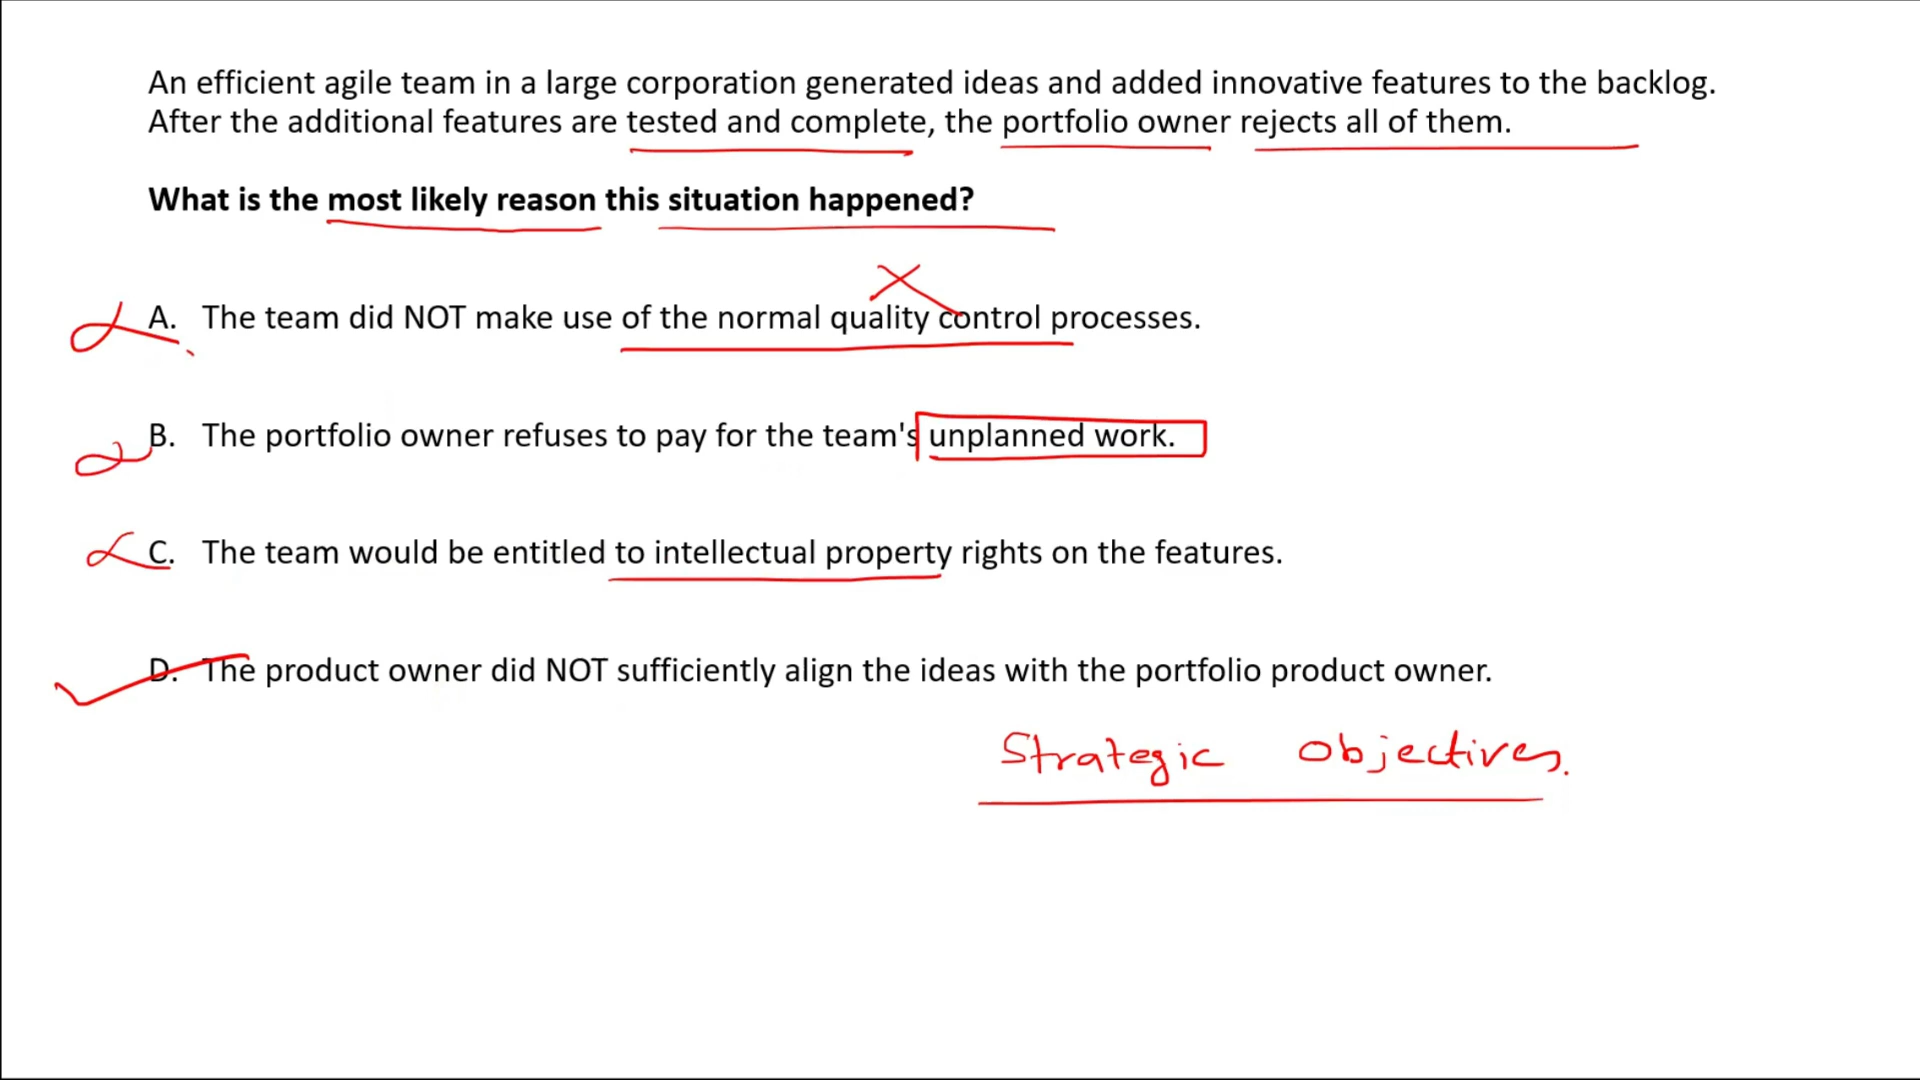 An efficient agile team in a large corporation generated ideas and added innovative features to the backlog.
After the additional features are tested and complete, the portfolio owner rejects all of them.
What is the most likely reason this situation happened?
A. The team did NOT make use of the normal quality control processes.
B. The portfolio owner refuses to pay for the team's unplanned work.
C. The team would be entitled to intellectual property rights on the features.
D. The product owner did NOT sufficiently align the ideas with the portfolio product owner.
Strategic Objectives.